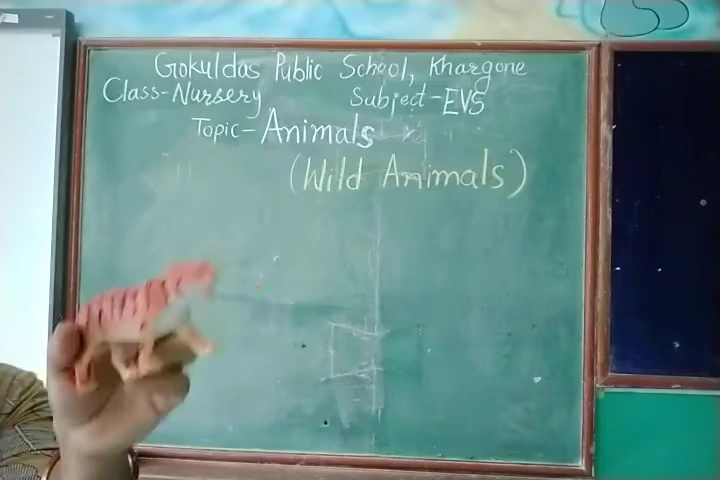 Gokuldas Public School, Khargone
Class-Nursery Subject-EVS
Topic-Animals
(Wild Animals)